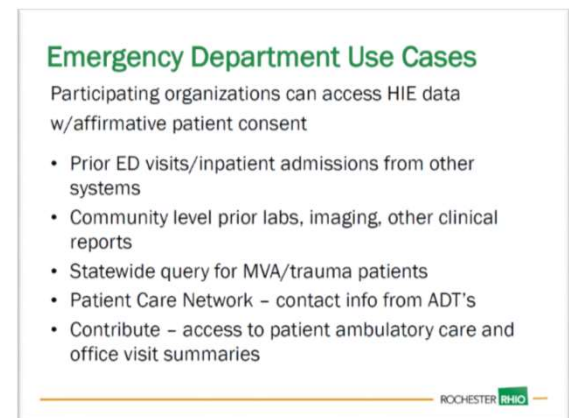 Emergency Department Use Cases
Participating organizations can access HIE data
w/affirmative patient consent
• Prior ED visits/inpatient admissions from other
systems
• Community level prior labs, imaging, other clinical
reports
• Statewide query for MVA/trauma patients
• Patient Care Network – contact info from ADT's
• Contribute – access to patient ambulatory care and
office visit summaries
ROCHESTER RHIO